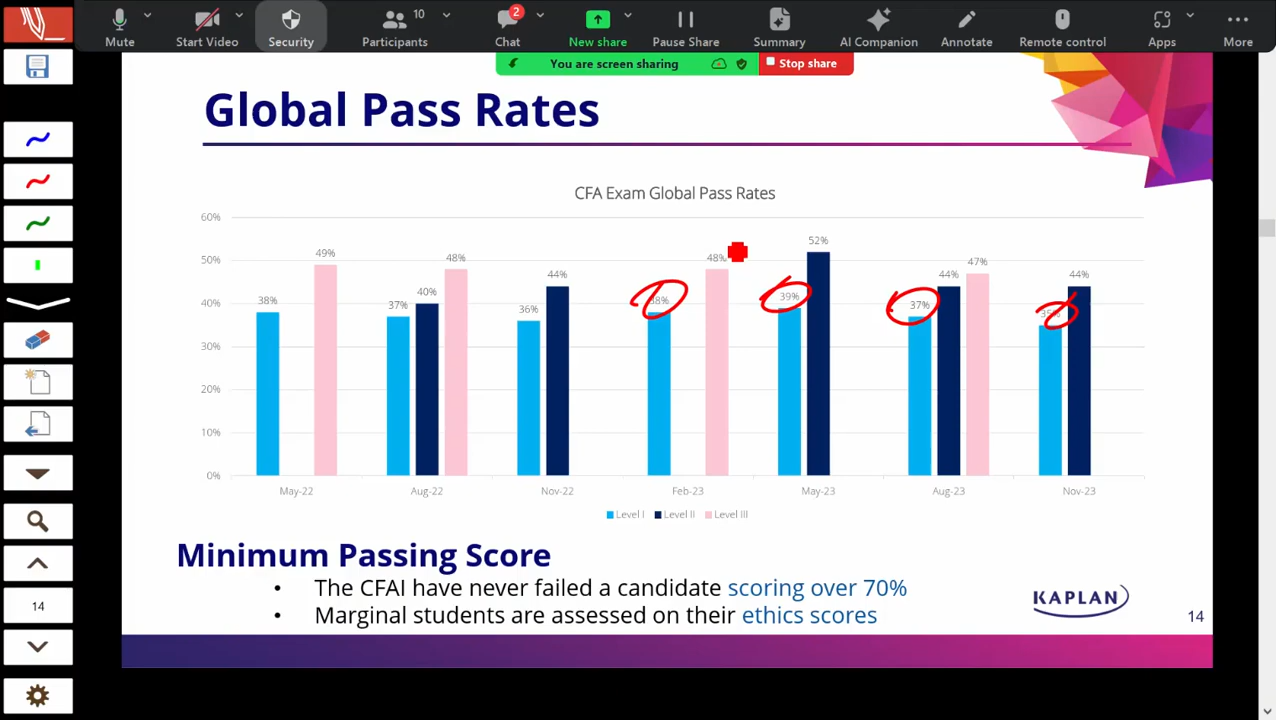 10
2
Mute
Start Video
Security
Participants
Chat
New share
Pause Share
Summary
AI Companion
Annotate
Remote control
Apps
More
You are screen sharing
Stop share
Global Pass Rates
CFA Exam Global Pass Rates
60%
50%
40%
30%
20%
10%
0%
38%
49%
37%
40%
48%
36%
44%
38%
48%
39%
52%
37%
44%
47%
35%
44%
May-22
Aug-22
Nov-22
Feb-23
May-23
Aug-23
Nov-23
Level I
Level II
Level III
Minimum Passing Score
• The CFAI have never failed a candidate scoring over 70%
• Marginal students are assessed on their ethics scores
KAPLAN
14
14